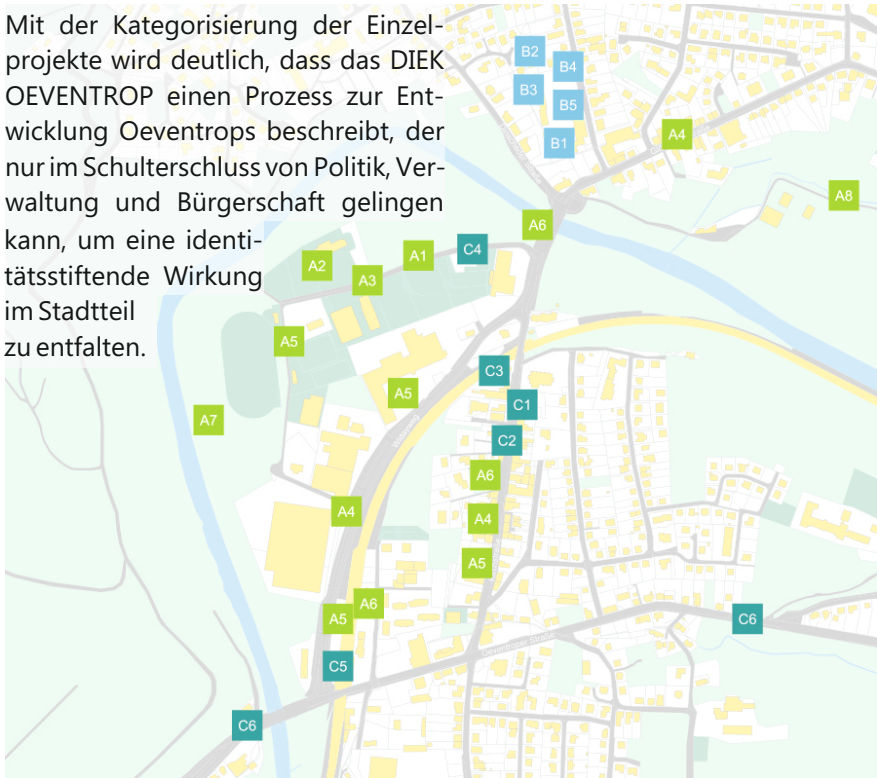 Mit der Kategorisierung der Einzel-
projekte wird deutlich, dass das DIEK
OEVENTROP einen Prozess zur Ent-
wicklung Oeventrops beschreibt, der
nur im Schulterschluss von Politik, Ver-
waltung und Bürgerschaft gelingen
kann, um eine identi-
tätsstiftende Wirkung
im Stadtteil
zu entfalten.
B2
B4
B3
B5
B1
A4
A8
A6
C4
A1
A2
A3
A5
C3
A5
C1
A7
C2
A6
A4
A4
A5
A6
A5
C6
Oeventroper Straße
C5
C6